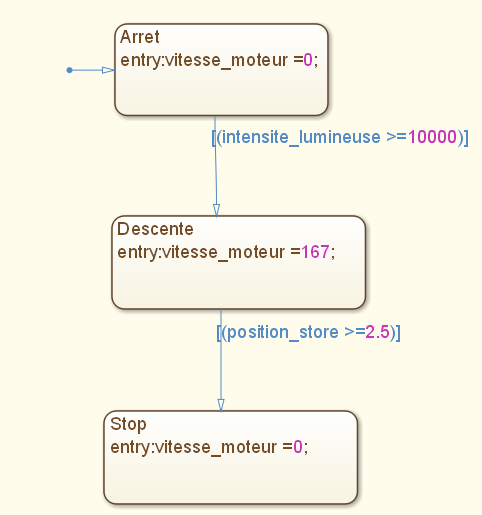 Arret
entry:vitesse_moteur =0;
[(intensite_lumineuse >=10000)]
Descente
entry:vitesse_moteur =167;
[(position_store >=2.5)]
Stop
entry:vitesse_moteur =0;